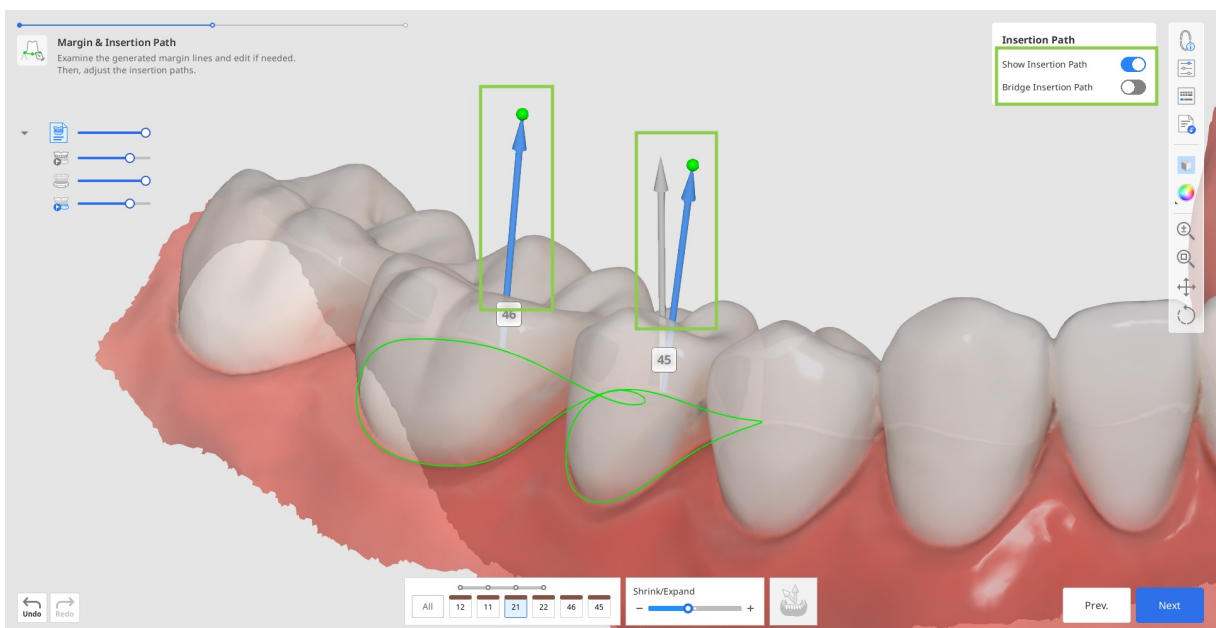 Margin & Insertion Path
Examine the generated margin lines and edit if needed.
Then, adjust the insertion paths.
Insertion Path
Show Insertion Path
Bridge Insertion Path
46
45
Shrink/Expand
All
12
11
21
22
46
45
− +
Undo
Redo
Prev.
Next